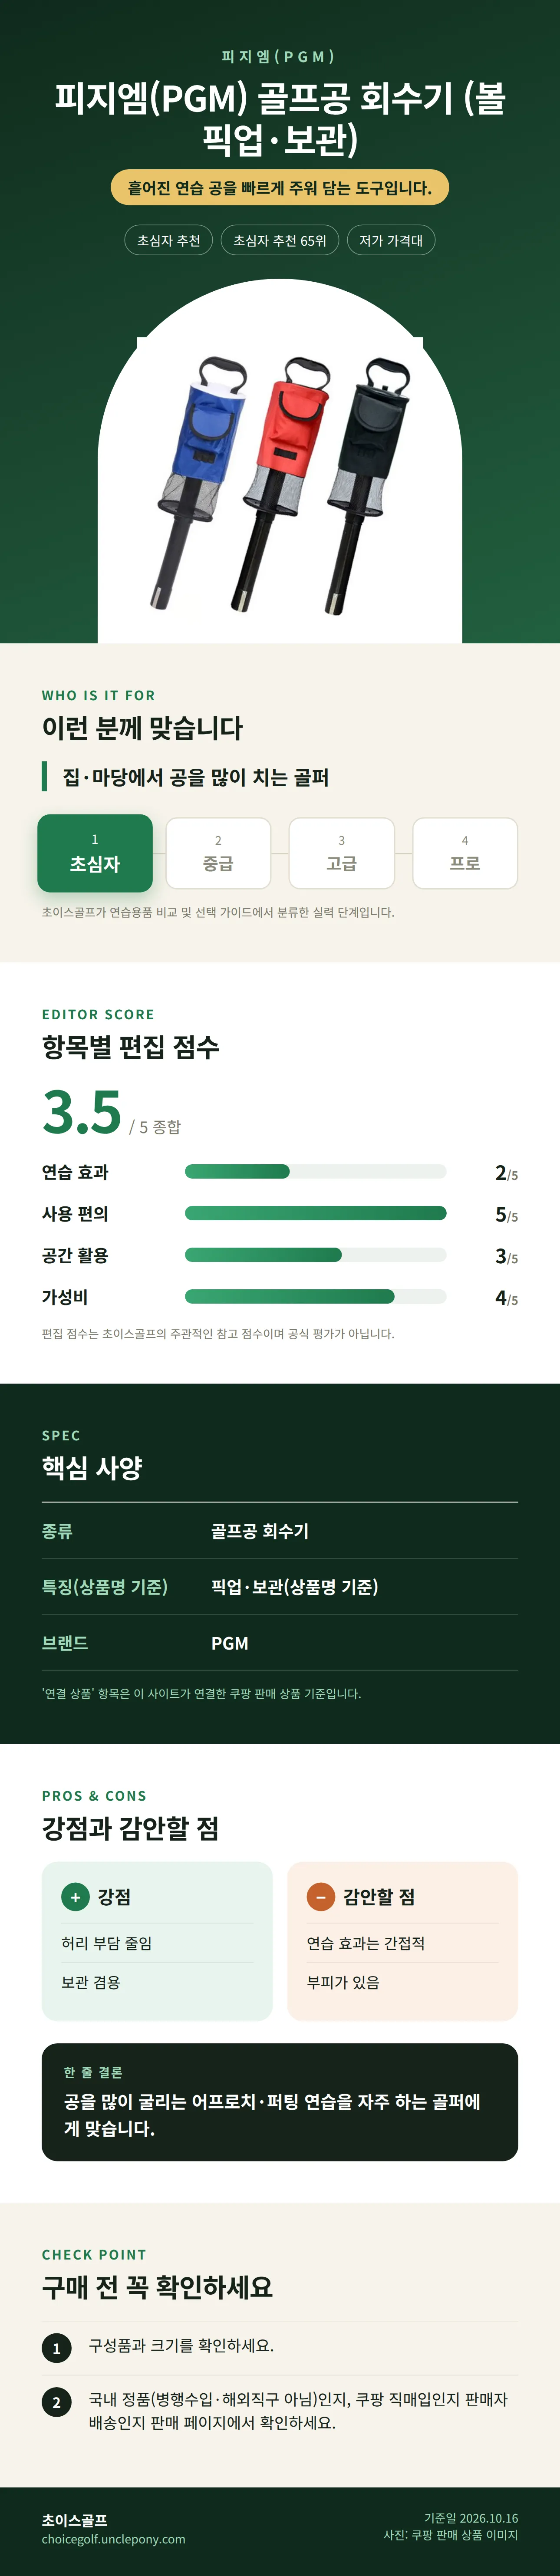 피지엠(PGM)
피지엠(PGM) 골프공 회수기 (볼
픽업·보관)
흩어진 연습 공을 빠르게 주워 담는 도구입니다.
초심자 추천
초심자 추천 65위
저가 가격대
WHO IS IT FOR
이런 분께 맞습니다
집·마당에서 공을 많이 치는 골퍼
1
초심자
2
중급
3
고급
4
프로
초이스골프가 연습용품 비교 및 선택 가이드에서 분류한 실력 단계입니다.
EDITOR SCORE
항목별 편집 점수
3.5 / 5 종합
연습 효과 2/5
사용 편의 5/5
공간 활용 3/5
가성비 4/5
편집 점수는 초이스골프의 주관적인 참고 점수이며 공식 평가가 아닙니다.
SPEC
핵심 사양
종류 골프공 회수기
특징(상품명 기준) 픽업·보관(상품명 기준)
브랜드 PGM
'연결 상품' 항목은 이 사이트가 연결한 쿠팡 판매 상품 기준입니다.
PROS & CONS
강점과 감안할 점
+ 강점
허리 부담 줄임
보관 겸용
− 감안할 점
연습 효과는 간접적
부피가 있음
한 줄 결론
공을 많이 굴리는 어프로치·퍼팅 연습을 자주 하는 골퍼에
게 맞습니다.
CHECK POINT
구매 전 꼭 확인하세요
1 구성품과 크기를 확인하세요.
2 국내 정품(병행수입·해외직구 아님)인지, 쿠팡 직매입인지 판매자
배송인지 판매 페이지에서 확인하세요.
초이스골프
choicegolf.unclepony.com
기준일 2026.10.16
사진: 쿠팡 판매 상품 이미지